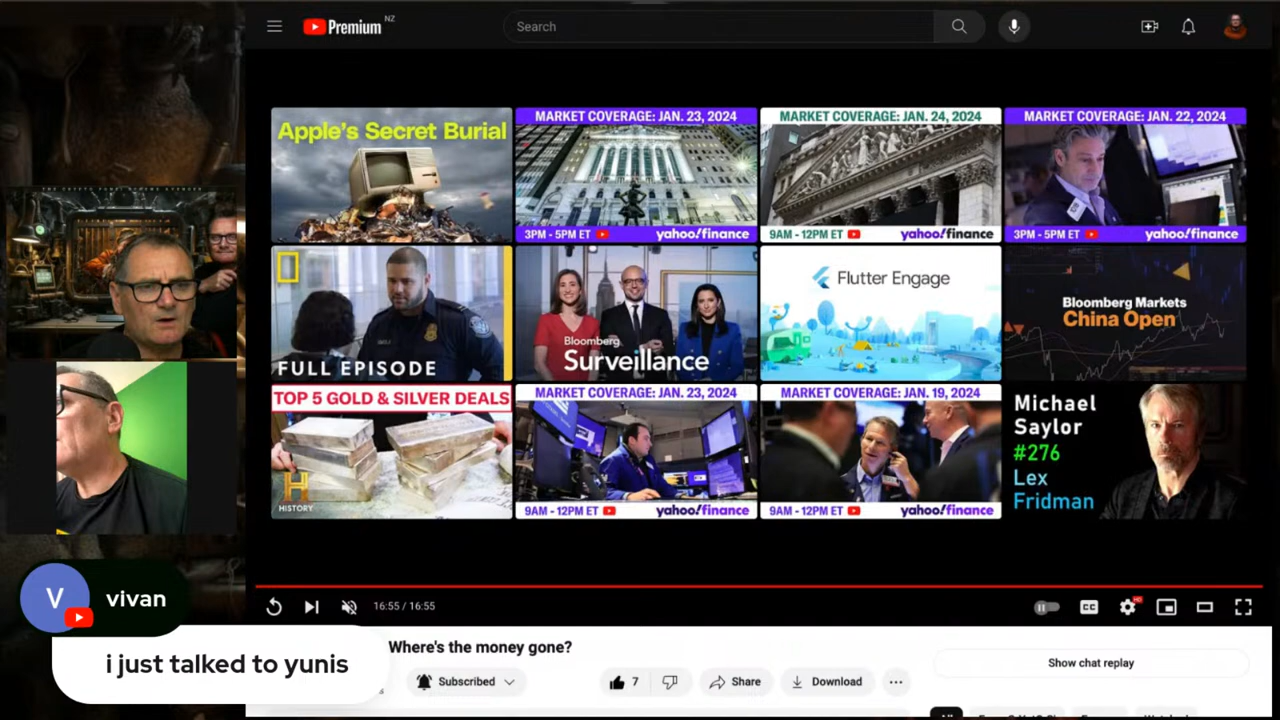 Premium NZ
Search
Apple's Secret Burial
MARKET COVERAGE: JAN. 23, 2024
3PM - 5PM ET
yahoo!finance
MARKET COVERAGE: JAN. 24, 2024
9AM - 12PM ET
yahoo!finance
MARKET COVERAGE: JAN. 22, 2024
3PM - 5PM ET
yahoo!finance
FULL EPISODE
Bloomberg
Surveillance
Flutter Engage
Bloomberg Markets
China Open
TOP 5 GOLD & SILVER DEALS
H
HISTORY
MARKET COVERAGE: JAN. 23, 2024
9AM - 12PM ET
yahoo!finance
MARKET COVERAGE: JAN. 19, 2024
9AM - 12PM ET
yahoo!finance
Michael
Saylor
#276
Lex
Fridman
16:55 / 16:55
CC
HD
Where's the money gone?
Subscribed
7
Share
Download
Show chat replay
V
vivan
i just talked to yunis